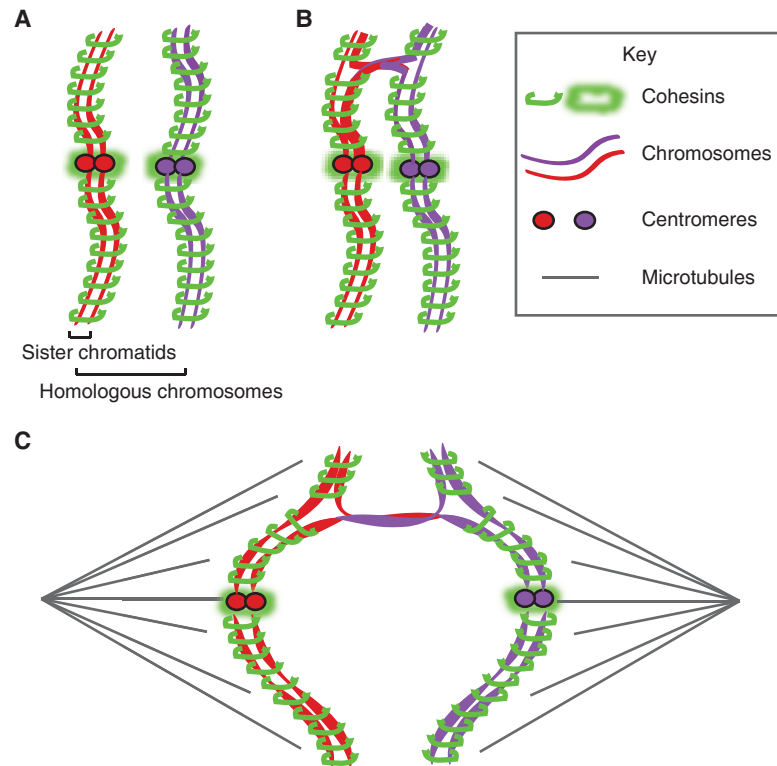 A
B
Key
Cohesins
Chromosomes
Centromeres
Microtubules
Sister chromatids
Homologous chromosomes
C